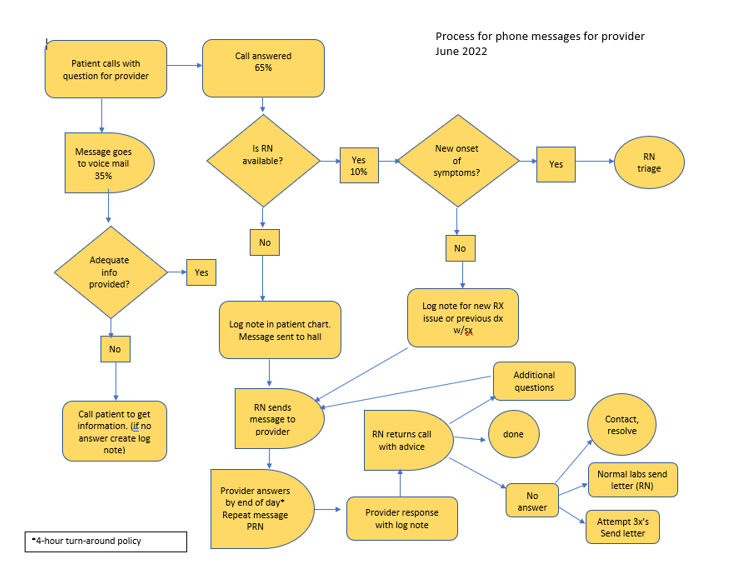 Process for phone messages for provider
June 2022
Patient calls with
question for provider
Call answered
65%
Message goes
to voice mail
35%
Is RN
available?
Yes
10%
New onset
of
symptoms?
Yes
RN
triage
No
No
Adequate
info
provided?
Yes
Log note in patient chart.
Message sent to hall
Log note for new RX
issue or previous dx
w/sx
No
Call patient to get
information. (if no
answer create log
note)
RN sends
message to
provider
Additional
questions
RN returns call
with advice
done
Contact,
resolve
Provider answers
by end of day*
Repeat message
PRN
Provider response
with log note
No
answer
Normal labs send
letter (RN)
Attempt 3x's
Send letter
*4-hour turn-around policy